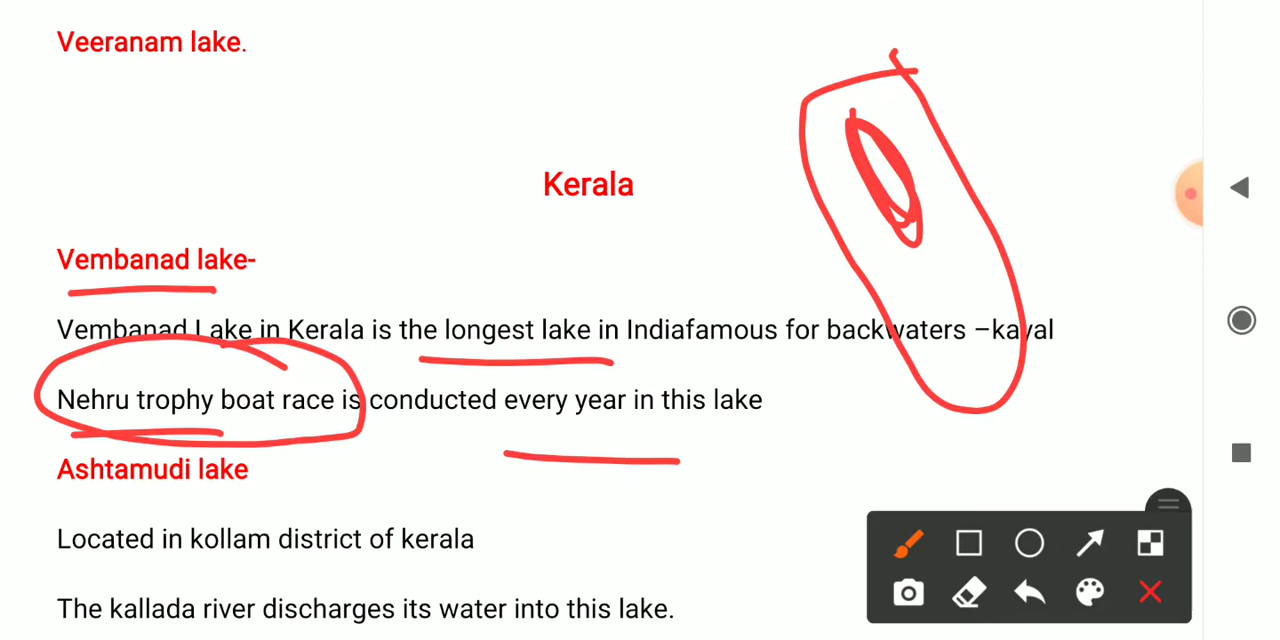 Veeranam lake.
Kerala
Vembanad lake-
Vembanad Lake in Kerala is the longest lake in Indiafamous for backwaters –kayal
Nehru trophy boat race is conducted every year in this lake
Ashtamudi lake
Located in kollam district of kerala
The kallada river discharges its water into this lake.